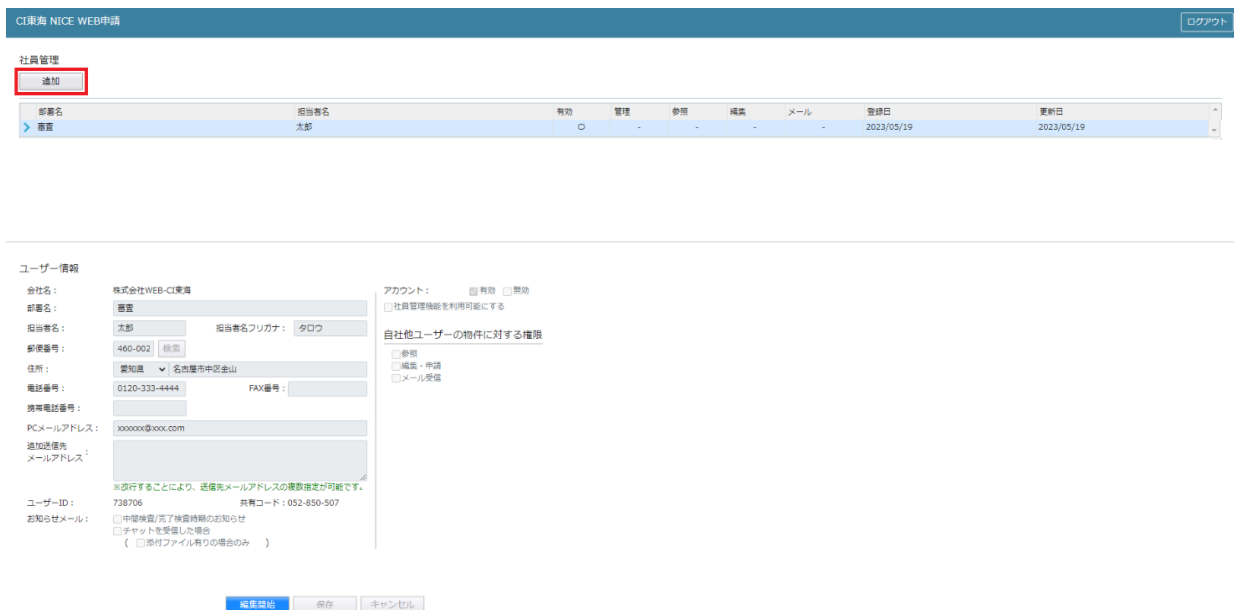 CI東海 NICE WEB申請 ログアウト
社員管理
追加
部署名 担当者名 有効 管理 参照 編集 メール 登録日 更新日
審査 太郎 ○ - - - - 2023/05/19 2023/05/19
ユーザー情報
会社名： 株式会社WEB-CI東海 アカウント： 有効 無効
部署名： 審査 社員管理機能を利用可能にする
担当者名： 太郎 担当者名フリガナ： タロウ
自社他ユーザーの物件に対する権限
郵便番号： 460-002 検索 参照
住所： 愛知県 名古屋市中区金山 編集・申請
メール受信
電話番号： 0120-333-4444 FAX番号：
携帯電話番号：
PCメールアドレス： xxxxxx@xxx.com
追加送信先
メールアドレス：
※改行することにより、送信先メールアドレスの複数指定が可能です。
ユーザーID： 738706 共有コード：052-850-507
お知らせメール： 中間検査/完了検査時期のお知らせ
チャットを受信した場合
( 添付ファイル有りの場合のみ )
編集開始 保存 キャンセル